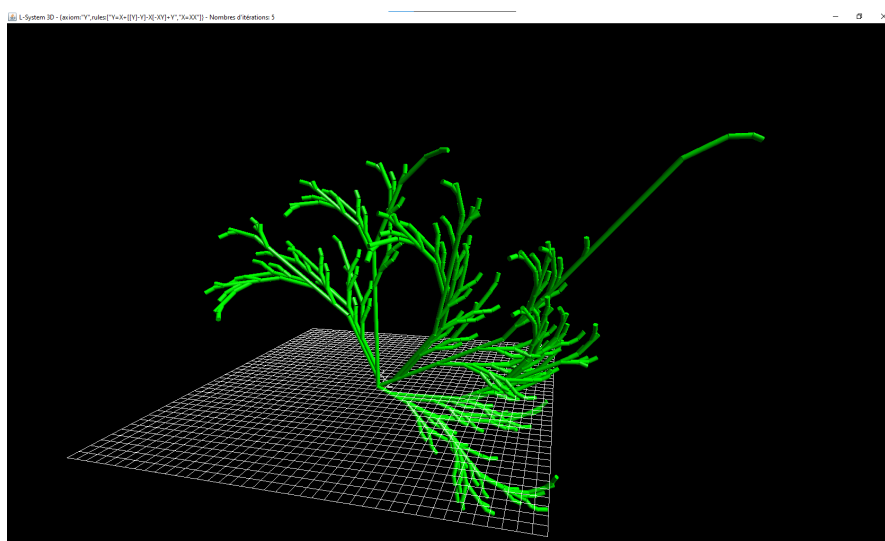 L-System 3D - {axiom:"Y",rules:["Y=X+[[Y]-Y]-X[-XY]+Y","X=XX"]} - Nombres d'itérations: 5